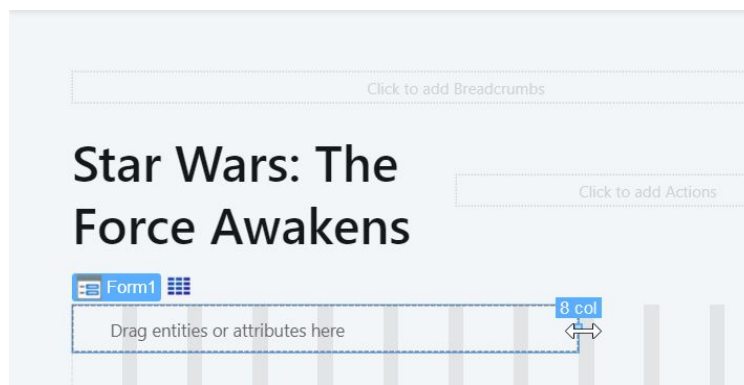 Click to add Breadcrumbs
Star Wars: The
Force Awakens
Click to add Actions
Form1
8 col
Drag entities or attributes here